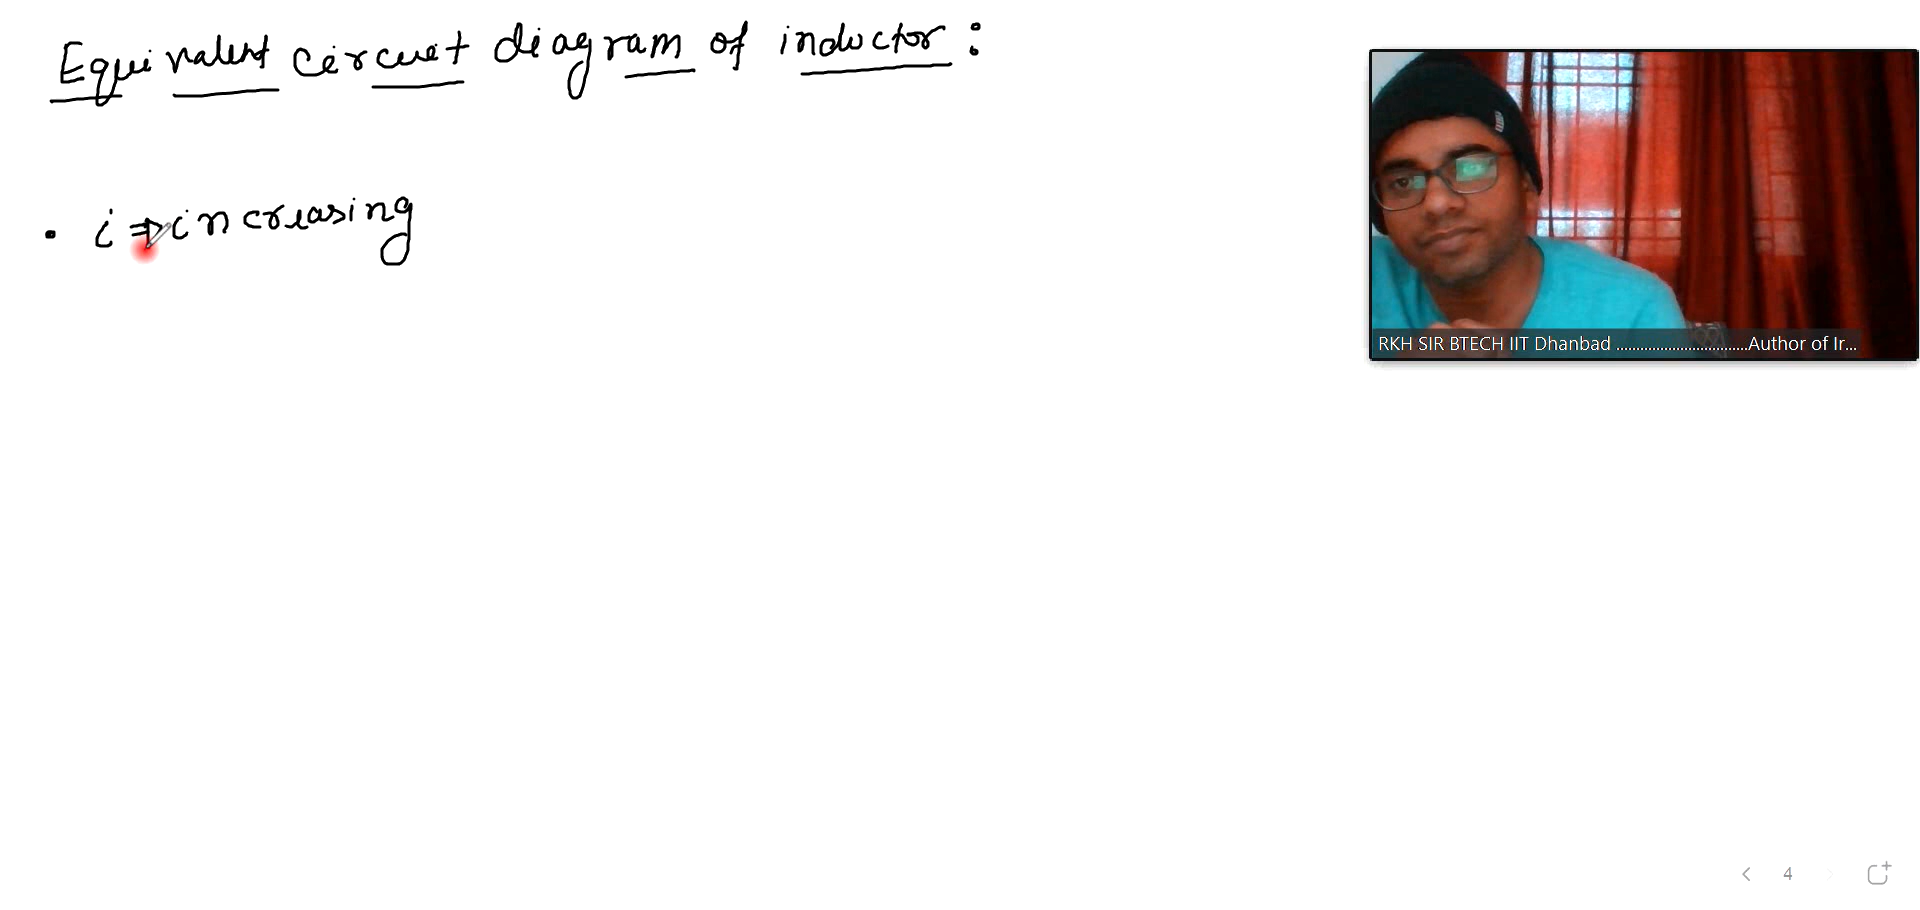 Equivalent circuit diagram of inductor :
• i ⇒ increasing
RKH SIR BTECH IIT Dhanbad .................................Author of Ir...
4